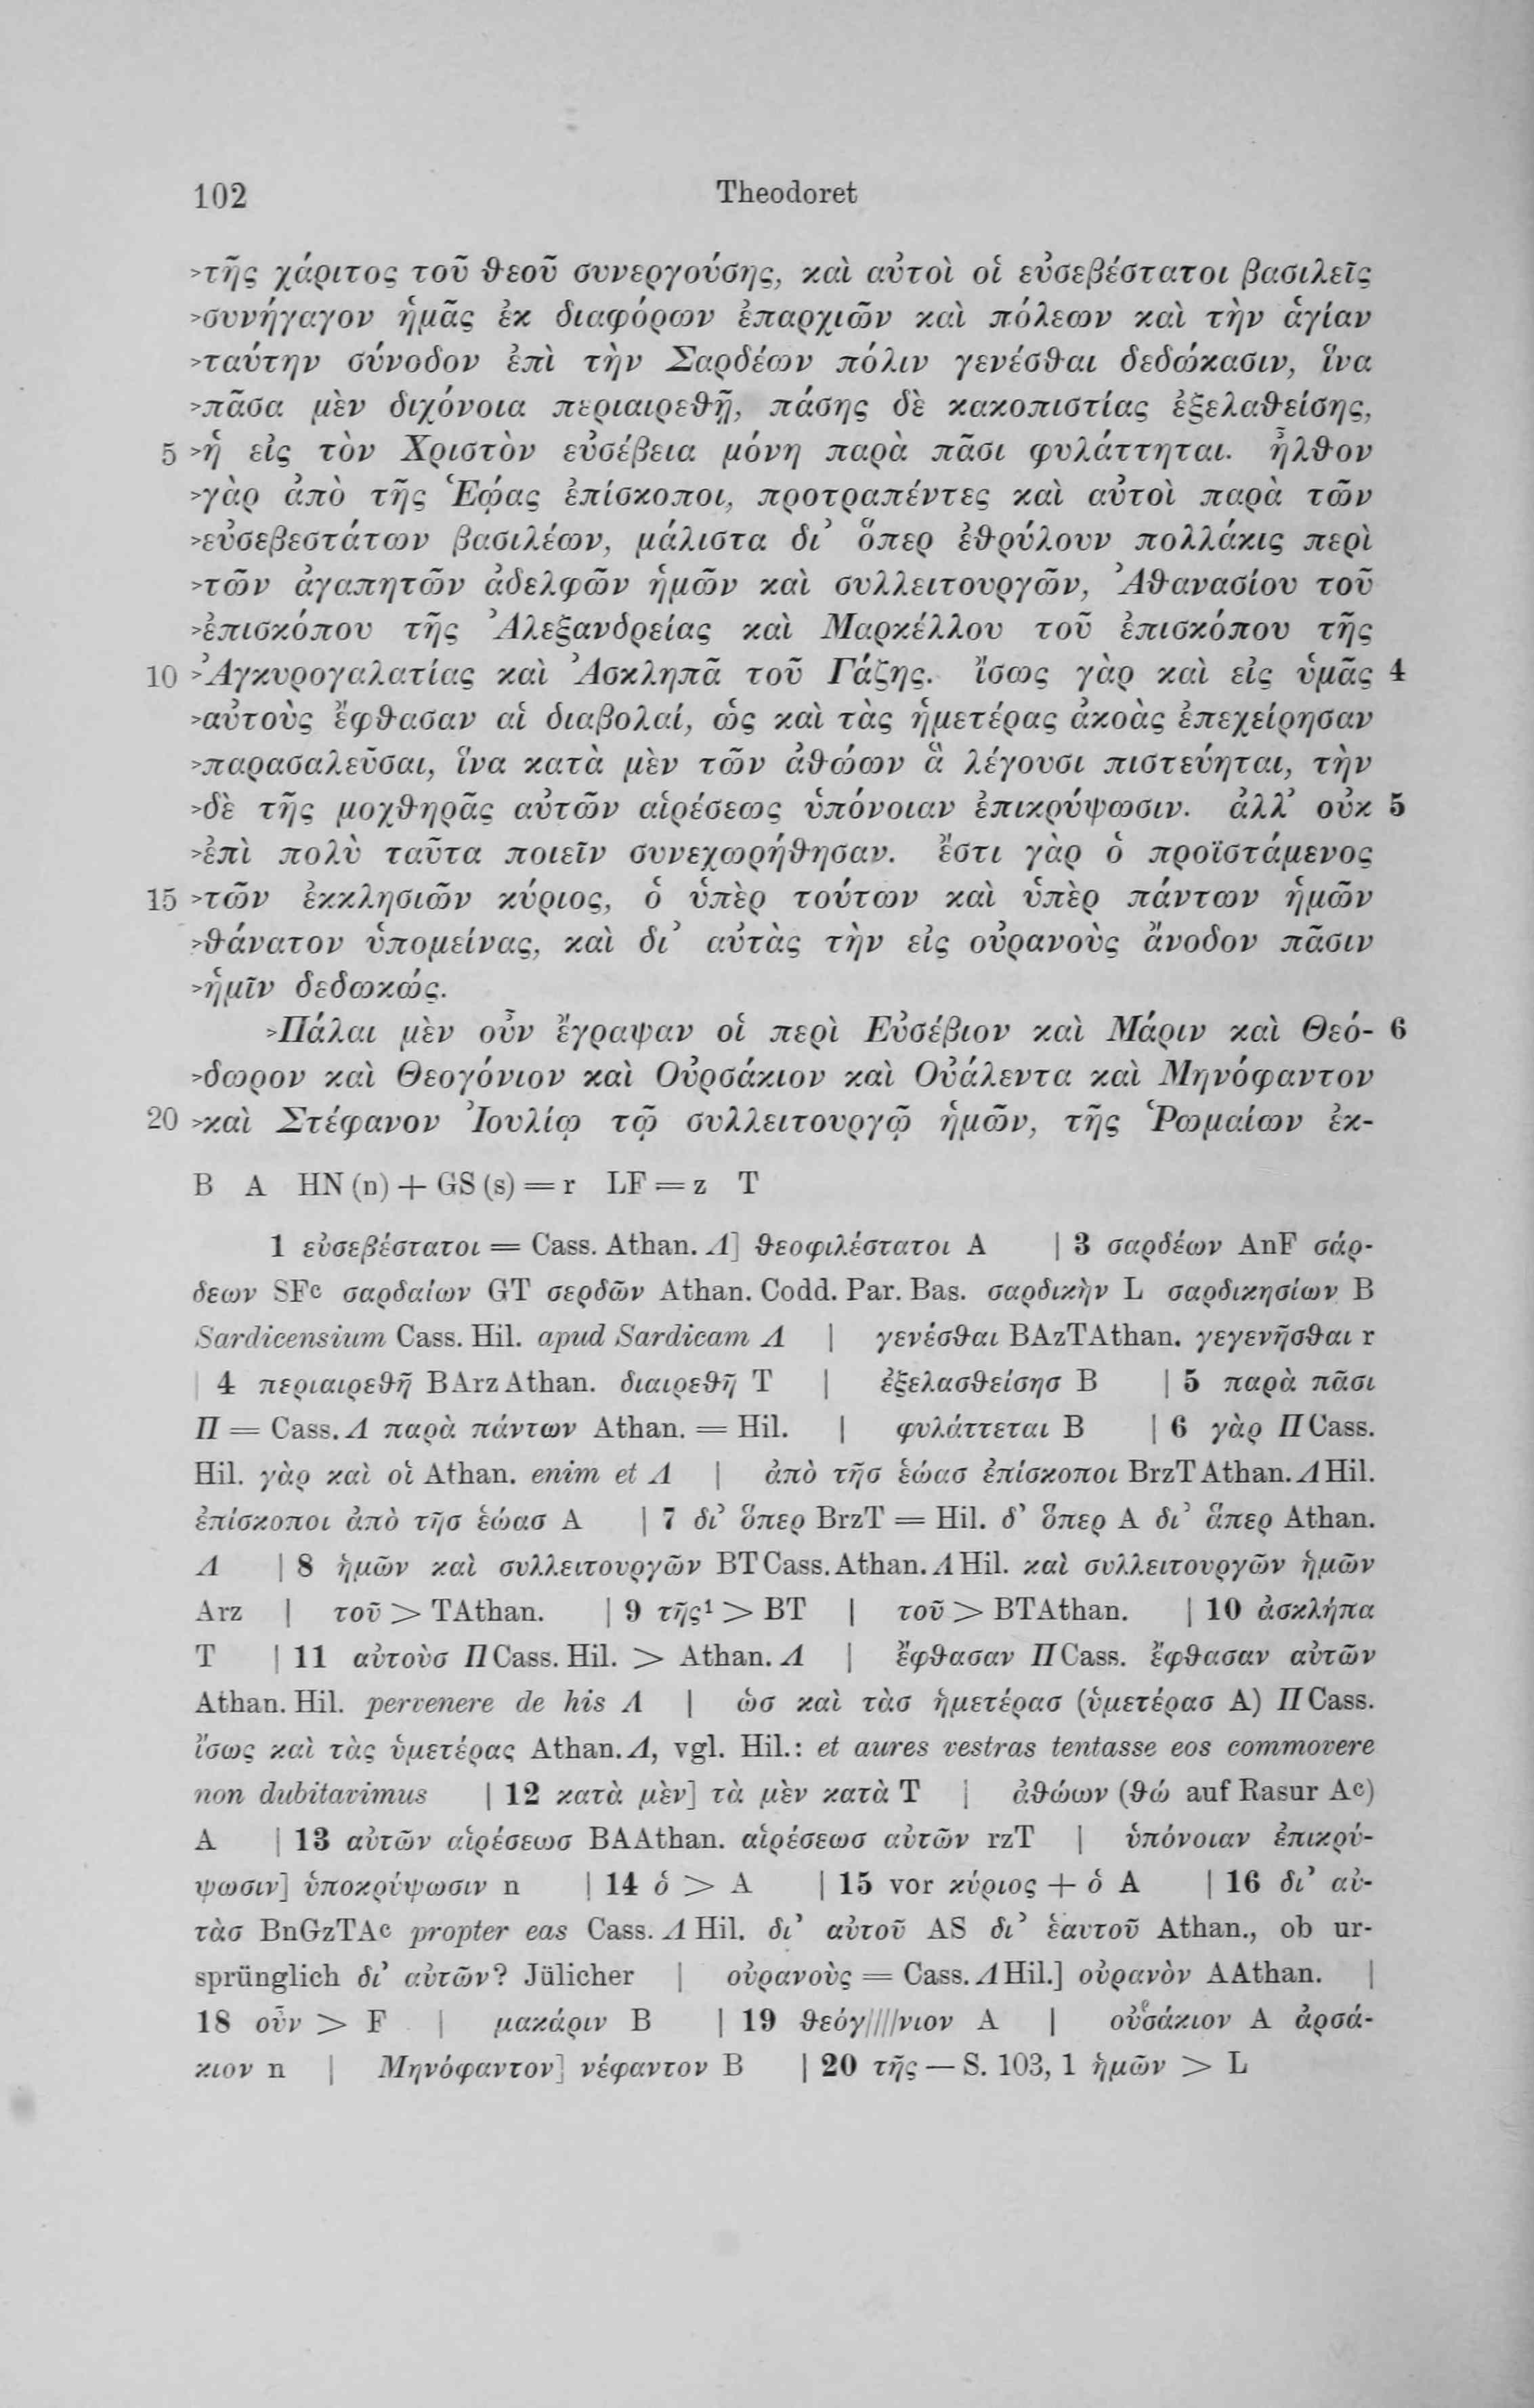 102 Theodoret
>τῆς χάριτος τοῦ θεοῦ συνεργούσης, καὶ αὐτοὶ οἱ εὐσεβέστατοι βασιλεῖς
>συνήγαγον ἡμᾶς ἐκ διαφόρων ἐπαρχιῶν καὶ πόλεων καὶ τὴν ἁγίαν
>ταύτην σύνοδον ἐπὶ τὴν Σαρδέων πόλιν γενέσθαι δεδώκασιν, ἵνα
>πᾶσα μὲν διχόνοια περιαιρεθῇ, πάσης δὲ κακοπιστίας ἐξελαθείσης,
5 >ἡ εἰς τὸν Χριστὸν εὐσέβεια μόνη παρὰ πᾶσι φυλάττηται. ἦλθον
>γὰρ ἀπὸ τῆς Ἑῴας ἐπίσκοποι, προτραπέντες καὶ αὐτοὶ παρὰ τῶν
>εὐσεβεστάτων βασιλέων, μάλιστα δι’ ὅπερ ἐθρύλουν πολλάκις περὶ
>τῶν ἀγαπητῶν ἀδελφῶν ἡμῶν καὶ συλλειτουργῶν, Ἀθανασίου τοῦ
>ἐπισκόπου τῆς Ἀλεξανδρείας καὶ Μαρκέλλου τοῦ ἐπισκόπου τῆς
10 >Ἀγκυρογαλατίας καὶ Ἀσκληπᾶ τοῦ Γάζης. ἴσως γὰρ καὶ εἰς ὑμᾶς 4
>αὐτοὺς ἔφθασαν αἱ διαβολαί, ὡς καὶ τὰς ἡμετέρας ἀκοὰς ἐπεχείρησαν
>παρασαλεῦσαι, ἵνα κατὰ μὲν τῶν ἀθῴων ἃ λέγουσι πιστεύηται, τὴν
>δὲ τῆς μοχθηρᾶς αὐτῶν αἱρέσεως ὑπόνοιαν ἐπικρύψωσιν. ἀλλ’ οὐκ 5
>ἐπὶ πολὺ ταῦτα ποιεῖν συνεχωρήθησαν. ἔστι γὰρ ὁ προϊστάμενος
15 >τῶν ἐκκλησιῶν κύριος, ὁ ὑπὲρ τούτων καὶ ὑπὲρ πάντων ἡμῶν
>θάνατον ὑπομείνας, καὶ δι’ αὐτὰς τὴν εἰς οὐρανοὺς ἄνοδον πᾶσιν
>ἡμῖν δεδωκώς.
>Πάλαι μὲν οὖν ἔγραψαν οἱ περὶ Εὐσέβιον καὶ Μάριν καὶ Θεό- 6
>δωρον καὶ Θεογόνιον καὶ Οὐρσάκιον καὶ Οὐάλεντα καὶ Μηνόφαντον
20 >καὶ Στέφανον Ἰουλίῳ τῷ συλλειτουργῷ ἡμῶν, τῆς Ῥωμαίων ἐκ-
B A HN (n) + GS (s) = r LF = z T
1 εὐσεβέστατοι = Cass. Athan. Λ] θεοφιλέστατοι A | 3 σαρδέων AnF σάρ-
δεων SFc σαρδαίων GT σερδῶν Athan. Codd. Par. Bas. σαρδικὴν L σαρδικησίων B
Sardicensium Cass. Hil. apud Sardicam Λ | γενέσθαι BAzTAthan. γεγενῆσθαι r
| 4 περιαιρεθῆ BArz Athan. διαιρεθῆ T | ἐξελασθείσησ B | 5 παρὰ πᾶσι
Π = Cass. Λ παρὰ πάντων Athan. = Hil. | φυλάττεται B | 6 γὰρ Π Cass.
Hil. γὰρ καὶ οἱ Athan. enim et Λ | ἀπὸ τῆσ ἑώασ ἐπίσκοποι BrzT Athan. Λ Hil.
ἐπίσκοποι ἀπὸ τῆσ ἑώασ A | 7 δι’ ὅπερ BrzT = Hil. δ’ ὅπερ A δι’ ἅπερ Athan.
Λ | 8 ἡμῶν καὶ συλλειτουργῶν BT Cass. Athan. Λ Hil. καὶ συλλειτουργῶν ἡμῶν
Arz | τοῦ > TAthan. | 9 τῆς¹ > BT | τοῦ > BTAthan. | 10 ἀσκλήπα
T | 11 αὐτοὺσ Π Cass. Hil. > Athan. Λ | ἔφθασαν Π Cass. ἔφθασαν αὐτῶν
Athan. Hil. pervenere de his Λ | ὡσ καὶ τὰσ ἡμετέρασ (ὑμετέρασ A) Π Cass.
ἴσως καὶ τὰς ὑμετέρας Athan. Λ, vgl. Hil.: et aures vestras tentasse eos commovere
non dubitavimus | 12 κατὰ μὲν] τὰ μὲν κατὰ T | ἀθώων (θώ auf Rasur Ac)
A | 13 αὐτῶν αἱρέσεωσ BAAthan. αἱρέσεωσ αὐτῶν rzT | ὑπόνοιαν ἐπικρύ-
ψωσιν] ὑποκρύψωσιν n | 14 ὁ > A | 15 vor κύριος + ὁ A | 16 δι’ αὐ-
τὰσ BnGzTAc propter eas Cass. Λ Hil. δι’ αὐτοῦ AS δι’ ἑαυτοῦ Athan., ob ur-
sprünglich δι’ αὐτῶν? Jülicher | οὐρανοὺς = Cass. Λ Hil.] οὐρανὸν AAthan. |
18 οὖν > F | μακάριν B | 19 θεόγ////νιον A | οὐρσάκιον A ἀρσά-
κιον n | Μηνόφαντον] νέφαντον B | 20 τῆς — S. 103, 1 ἡμῶν > L